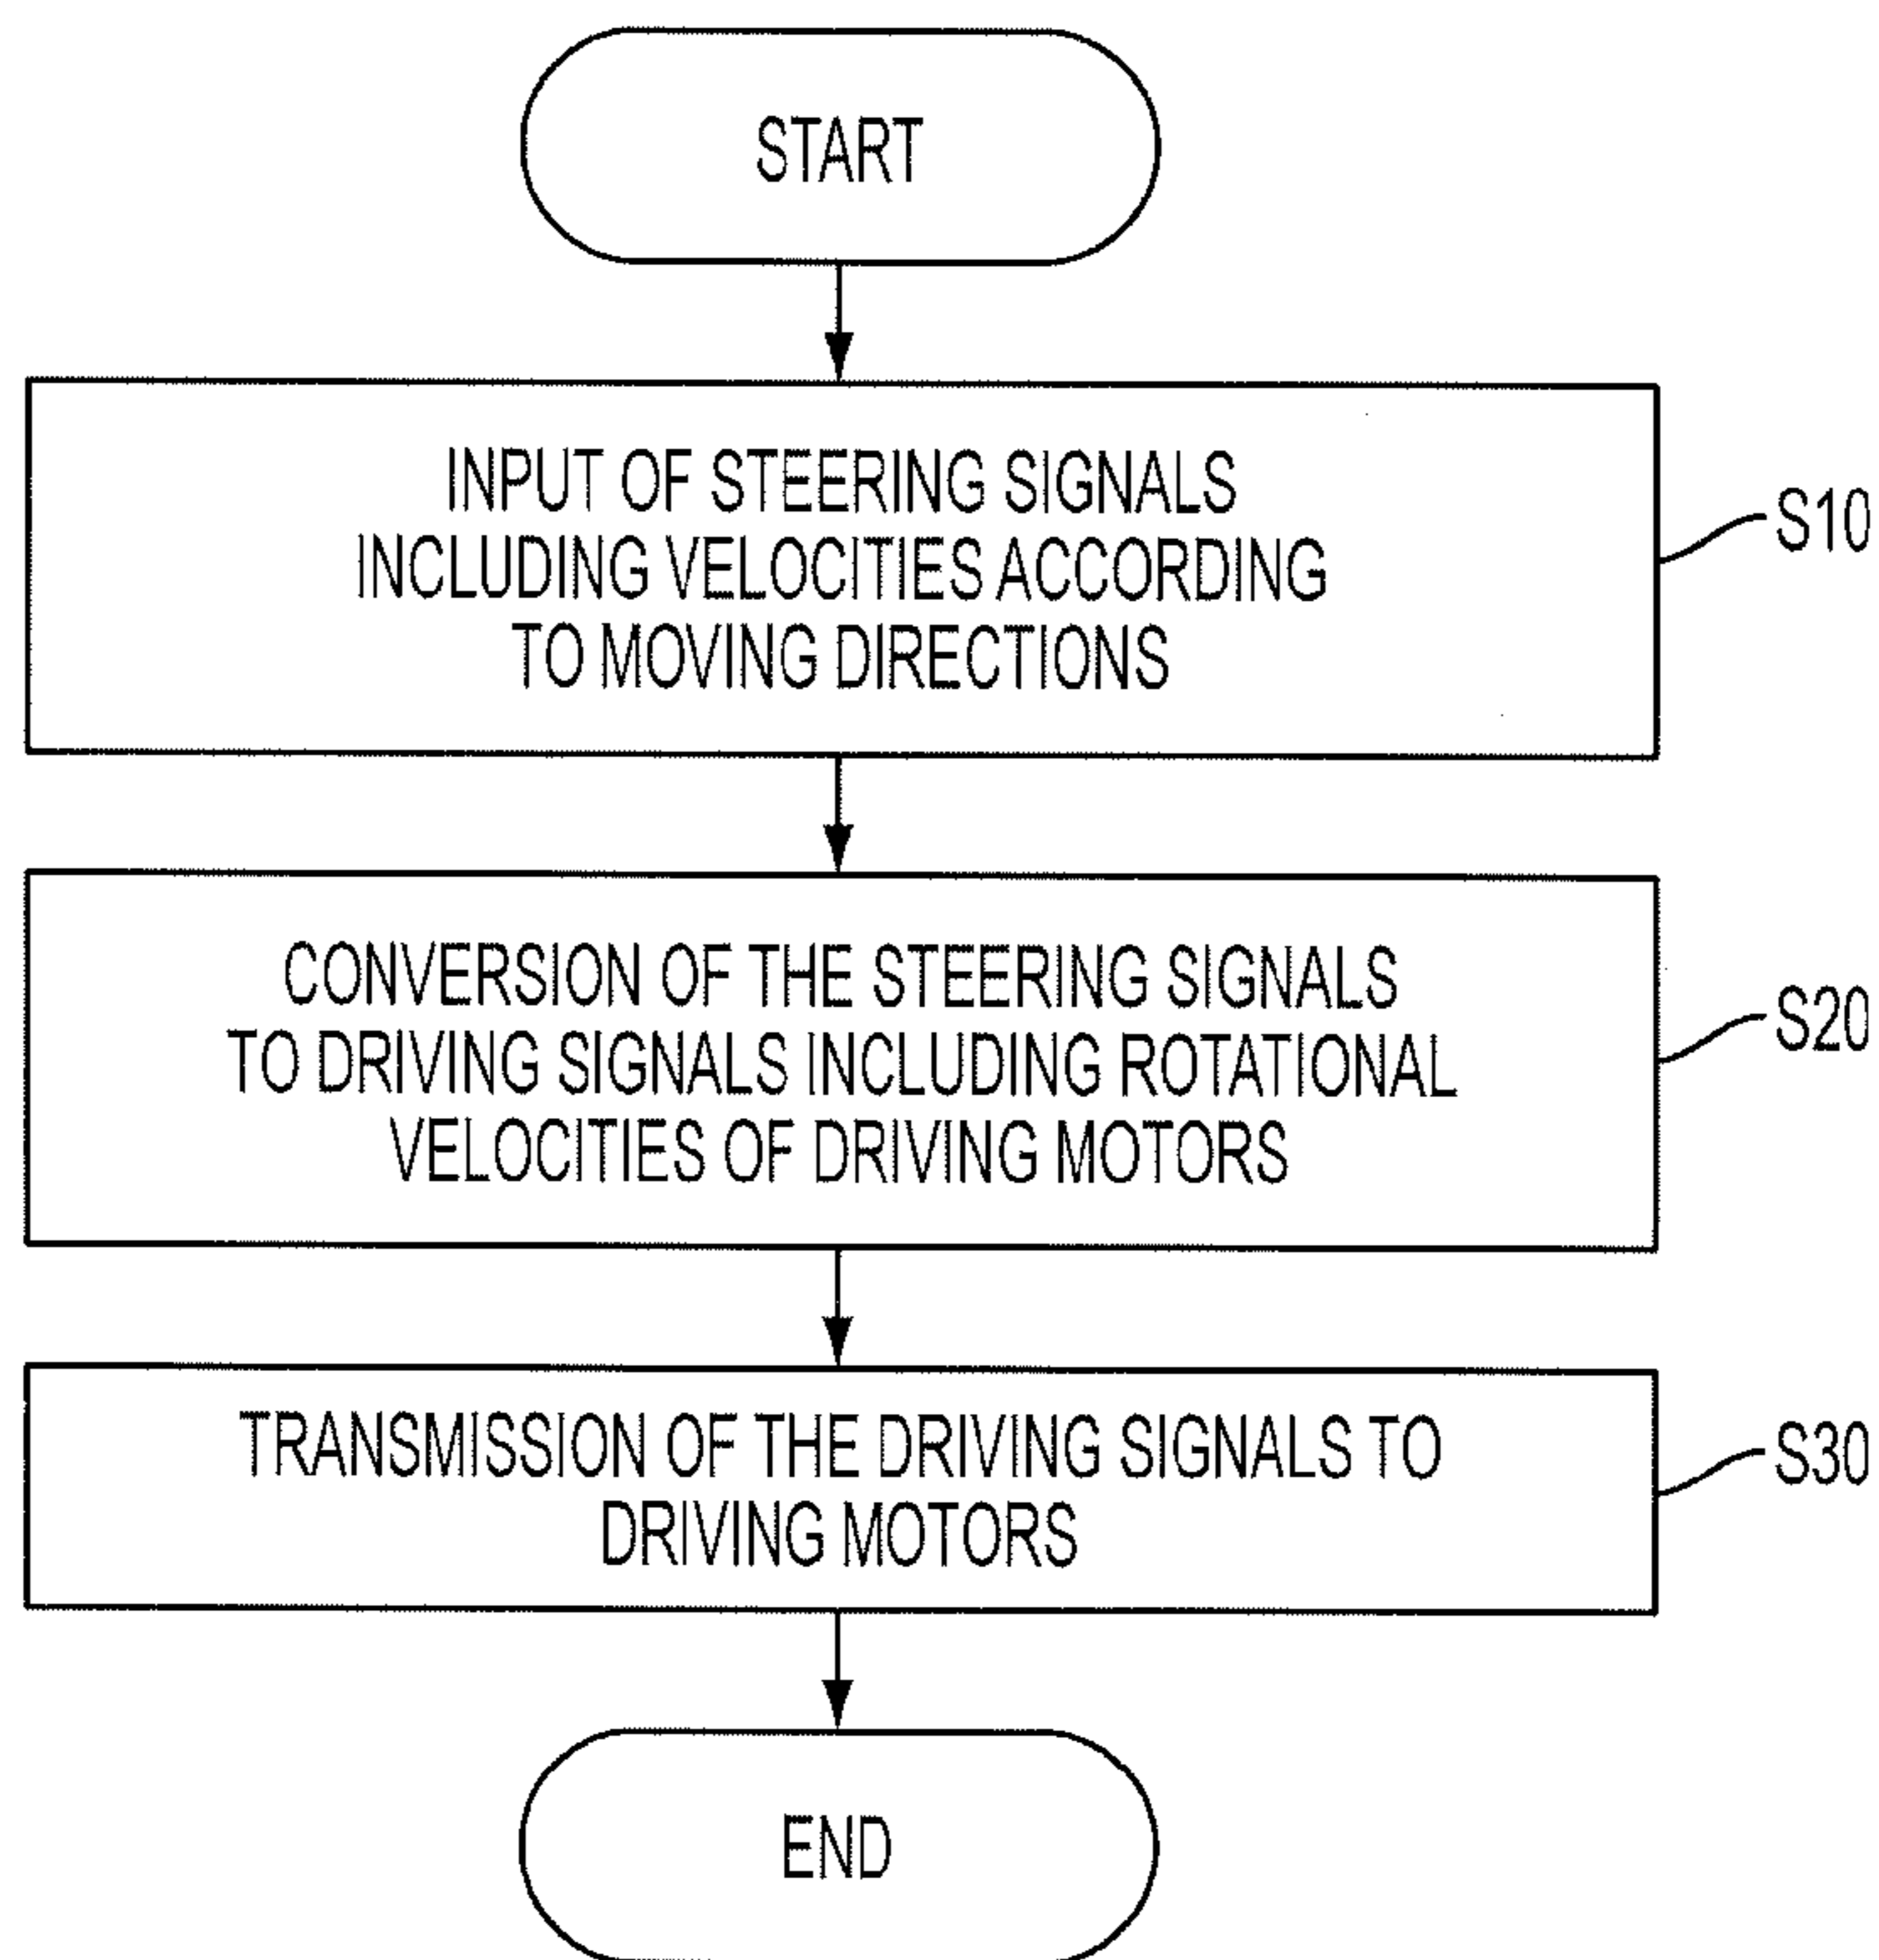 START
INPUT OF STEERING SIGNALS
INCLUDING VELOCITIES ACCORDING
TO MOVING DIRECTIONS
S10
CONVERSION OF THE STEERING SIGNALS
TO DRIVING SIGNALS INCLUDING ROTATIONAL
VELOCITIES OF DRIVING MOTORS
S20
TRANSMISSION OF THE DRIVING SIGNALS TO
DRIVING MOTORS
S30
END